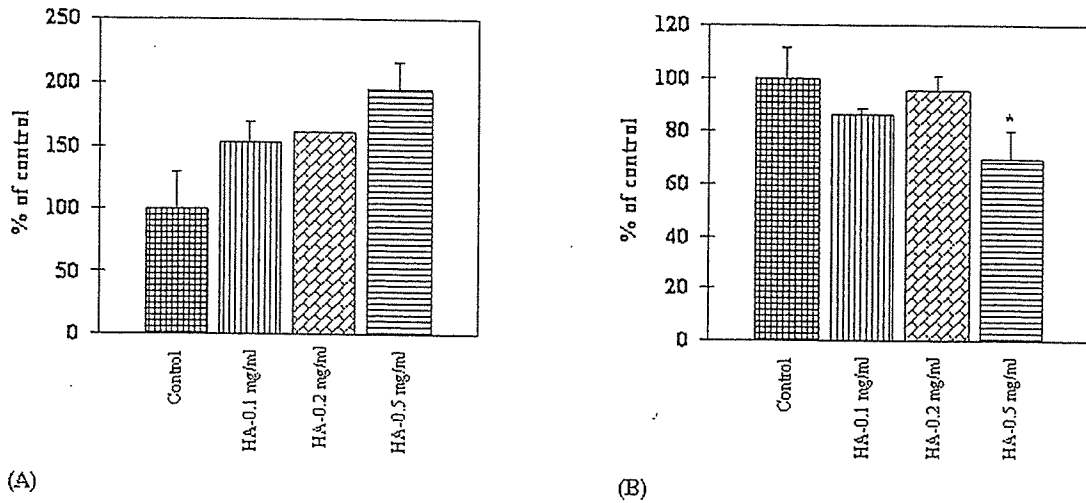 250
200
150
100
50
0
% of control
Control
HA-0.1 mg/ml
HA-0.2 mg/ml
HA-0.5 mg/ml
(A)
120
100
80
60
40
20
0
% of control
*
Control
HA-0.1 mg/ml
HA-0.2 mg/ml
HA-0.5 mg/ml
(B)